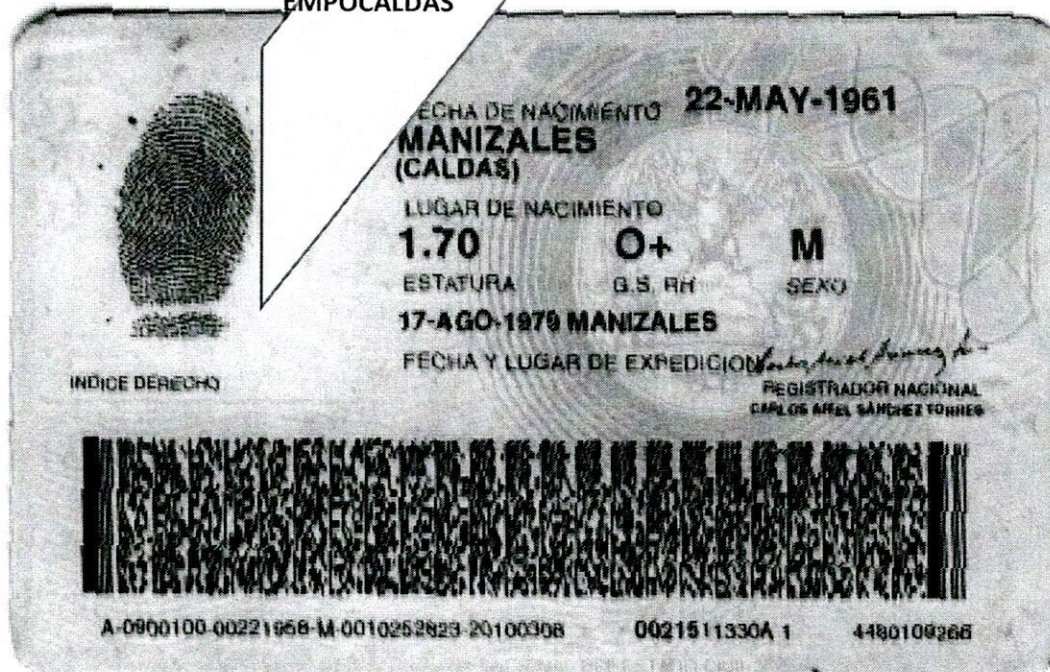 EMPOCALDAS
FECHA DE NACIMIENTO 22-MAY-1961
MANIZALES
(CALDAS)
LUGAR DE NACIMIENTO
1.70 O+ M
ESTATURA G.S. RH SEXO
17-AGO-1979 MANIZALES
FECHA Y LUGAR DE EXPEDICION
INDICE DERECHO
REGISTRADOR NACIONAL
CARLOS ARIEL SÁNCHEZ TORRES
A-0900100-00221958-M-0010252823-20100308 0021511330A 1 4480109266